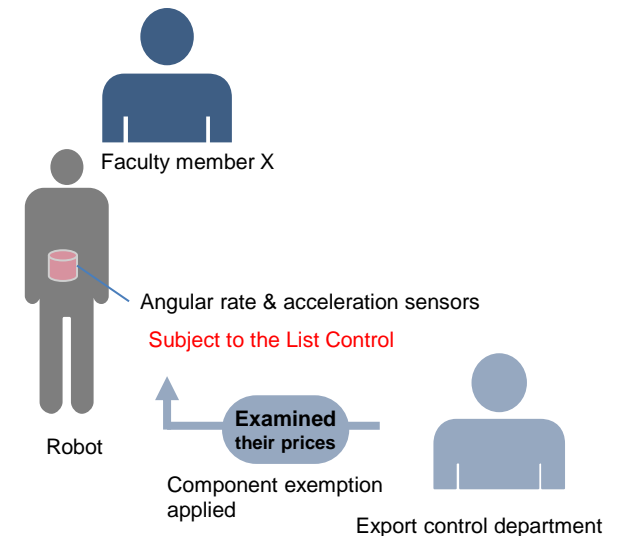 Faculty member X
Angular rate & acceleration sensors
Subject to the List Control
Robot
Examined
their prices
Component exemption
applied
Export control department